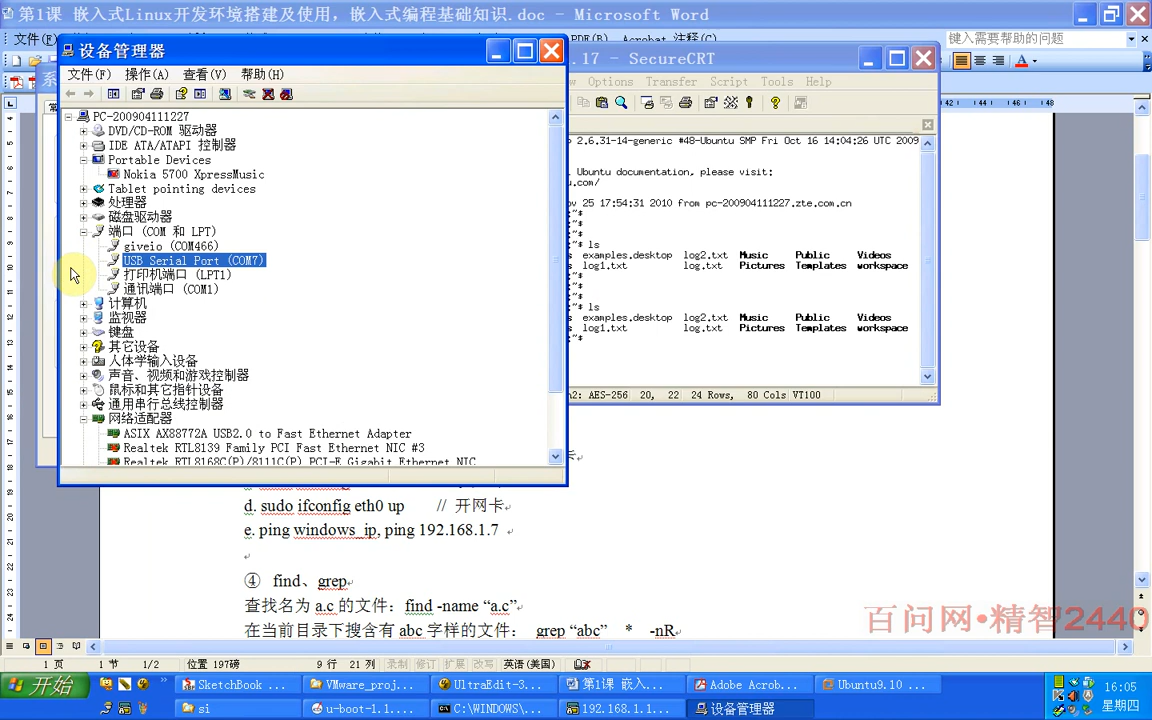 第1课 嵌入式Linux开发环境搭建及使用，嵌入式编程基础知识.doc - Microsoft Word
文件(F)
键入需要帮助的问题
设备管理器
.17 - SecureCRT
文件(F) 操作(A) 查看(V) 帮助(H)
Options Transfer Script Tools Help
PC-200904111227
DVD/CD-ROM 驱动器
IDE ATA/ATAPI 控制器
Portable Devices
Nokia 5700 XpressMusic
Tablet pointing devices
处理器
磁盘驱动器
端口 (COM 和 LPT)
giveio (COM466)
USB Serial Port (COM7)
打印机端口 (LPT1)
通讯端口 (COM1)
计算机
监视器
键盘
其它设备
人体学输入设备
声音、视频和游戏控制器
鼠标和其它指针设备
通用串行总线控制器
网络适配器
ASIX AX88772A USB2.0 to Fast Ethernet Adapter
Realtek RTL8139 Family PCI Fast Ethernet NIC #3
Realtek RTL8168C(P)/8111C(P) PCI-E Gigabit Ethernet NIC
2.6.31-14-generic #48-Ubuntu SMP Fri Oct 16 14:04:26 UTC 2009
Ubuntu documentation, please visit:
u.com/
ov 25 17:54:31 2010 from pc-200904111227.zte.com.cn
:~$
:~$
:~$ ls
examples.desktop log2.txt Music Public Videos
log1.txt log.txt Pictures Templates workspace
:~$
:~$
:~$ ls
examples.desktop log2.txt Music Public Videos
log1.txt log.txt Pictures Templates workspace
:~$
h2: AES-256 20, 22 24 Rows, 80 Cols VT100
d. sudo ifconfig eth0 up // 开网卡
e. ping windows_ip, ping 192.168.1.7
④ find、grep
查找名为 a.c 的文件：find -name “a.c”
在当前目录下搜含有 abc 字样的文件： grep “abc” * -nR
百问网•精智2440
1 页 1 节 1/2 位置 197磅 9 行 21 列 录制 修订 扩展 改写 英语(美国)
开始
SketchBook ...
VMware_proj...
UltraEdit-3...
第1课 嵌入...
Adobe Acrob...
Ubuntu9.10 ...
16:05
si
u-boot-1.1....
C:\WINDOWS\...
192.168.1.1...
设备管理器
星期四